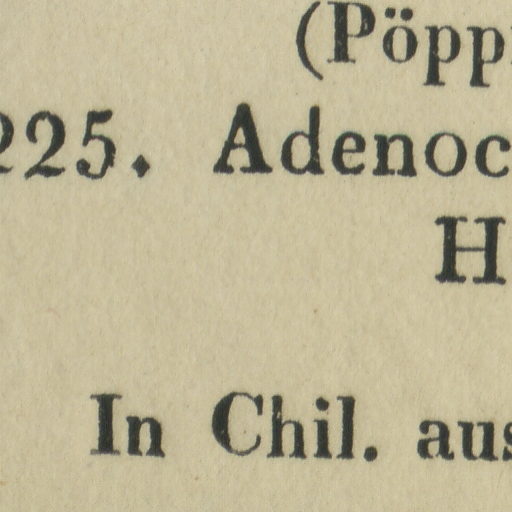 (Pöpp
225. Adenoc
H
In Chil. aus